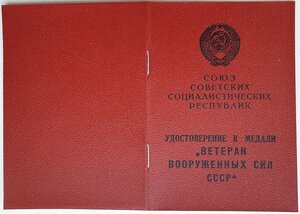 СОЮЗ
СОВЕТСКИХ
СОЦИАЛИСТИЧЕСКИХ
РЕСПУБЛИК
УДОСТОВЕРЕНИЕ К МЕДАЛИ
„ВЕТЕРАН
ВООРУЖЕННЫХ СИЛ
СССР“